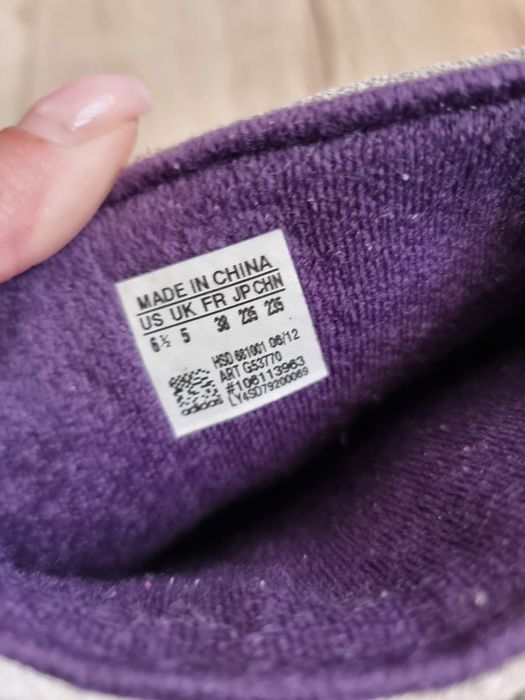 MADE IN CHINA
US UK FR JP CHN
6½ 5 38 235 235
HSD 681001 06/12
ART G53770
#106113963
LY4SD79200069
adidas